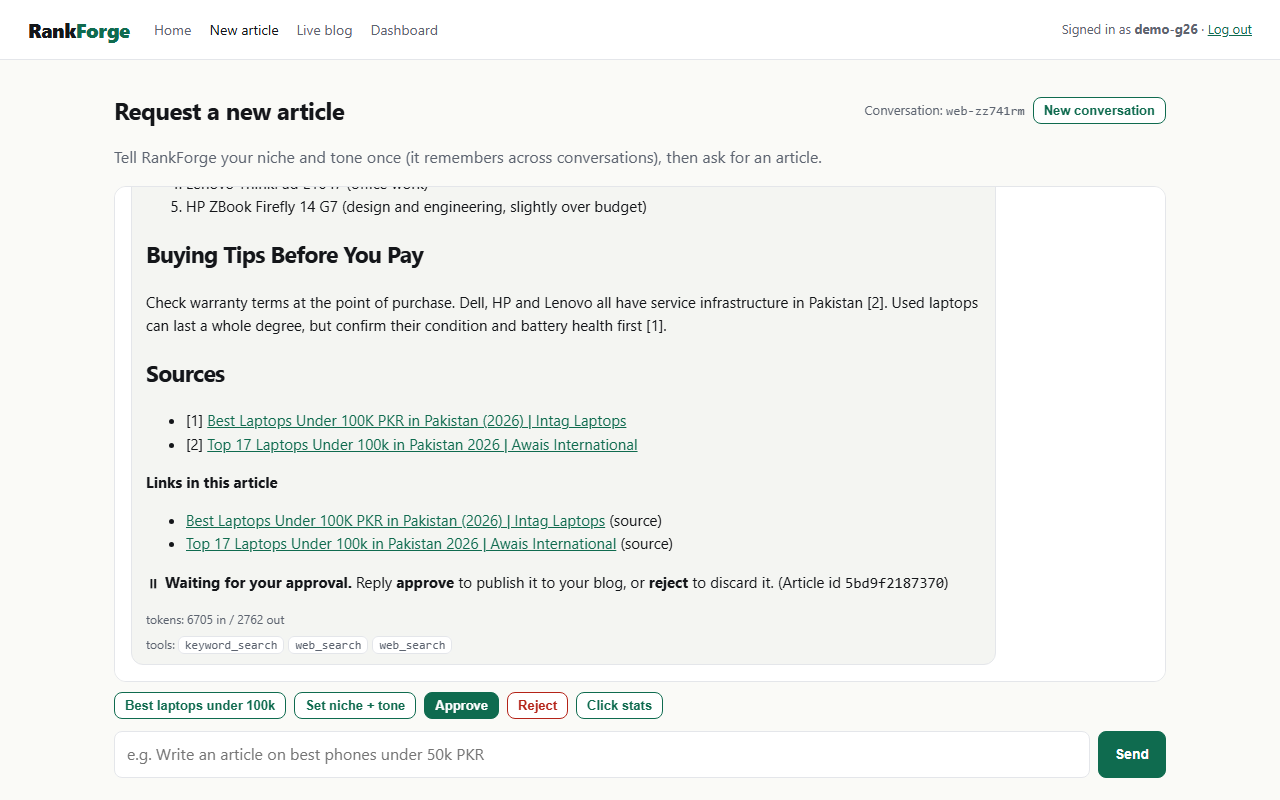 RankForge Home New article Live blog Dashboard Signed in as demo-g26 · Log out
Request a new article
Conversation: web-zz741rm New conversation
Tell RankForge your niche and tone once (it remembers across conversations), then ask for an article.
5. HP ZBook Firefly 14 G7 (design and engineering, slightly over budget)
Buying Tips Before You Pay
Check warranty terms at the point of purchase. Dell, HP and Lenovo all have service infrastructure in Pakistan [2]. Used laptops
can last a whole degree, but confirm their condition and battery health first [1].
Sources
• [1] Best Laptops Under 100K PKR in Pakistan (2026) | Intag Laptops
• [2] Top 17 Laptops Under 100k in Pakistan 2026 | Awais International
Links in this article
• Best Laptops Under 100K PKR in Pakistan (2026) | Intag Laptops (source)
• Top 17 Laptops Under 100k in Pakistan 2026 | Awais International (source)
⏸ Waiting for your approval. Reply approve to publish it to your blog, or reject to discard it. (Article id 5bd9f2187370)
tokens: 6705 in / 2762 out
tools: keyword_search web_search web_search
Best laptops under 100k Set niche + tone Approve Reject Click stats
e.g. Write an article on best phones under 50k PKR Send